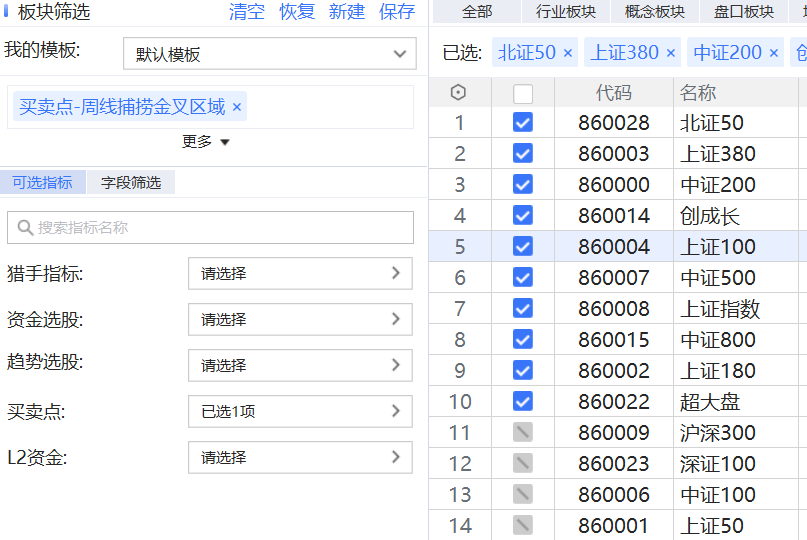 板块筛选 清空 恢复 新建 保存
我的模板: 默认模板
买卖点-周线捕捞金叉区域 ×
更多
可选指标 字段筛选
搜索指标名称
猎手指标: 请选择
资金选股: 请选择
趋势选股: 请选择
买卖点: 已选1项
L2资金: 请选择
全部 行业板块 概念板块 盘口板块
已选: 北证50 × 上证380 × 中证200 ×
代码 名称
1 860028 北证50
2 860003 上证380
3 860000 中证200
4 860014 创成长
5 860004 上证100
6 860007 中证500
7 860008 上证指数
8 860015 中证800
9 860002 上证180
10 860022 超大盘
11 860009 沪深300
12 860023 深证100
13 860006 中证100
14 860001 上证50